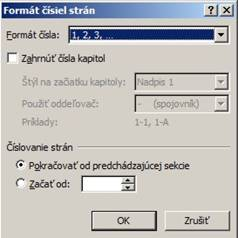 Formát čísiel strán
Formát čísla: 1, 2, 3, ...
Zahrnúť čísla kapitol
Štýl na začiatku kapitoly: Nadpis 1
Použiť oddeľovač: - (spojovník)
Príklady: 1-1, 1-A
Číslovanie strán
Pokračovať od predchádzajúcej sekcie
Začať od:
OK Zrušiť